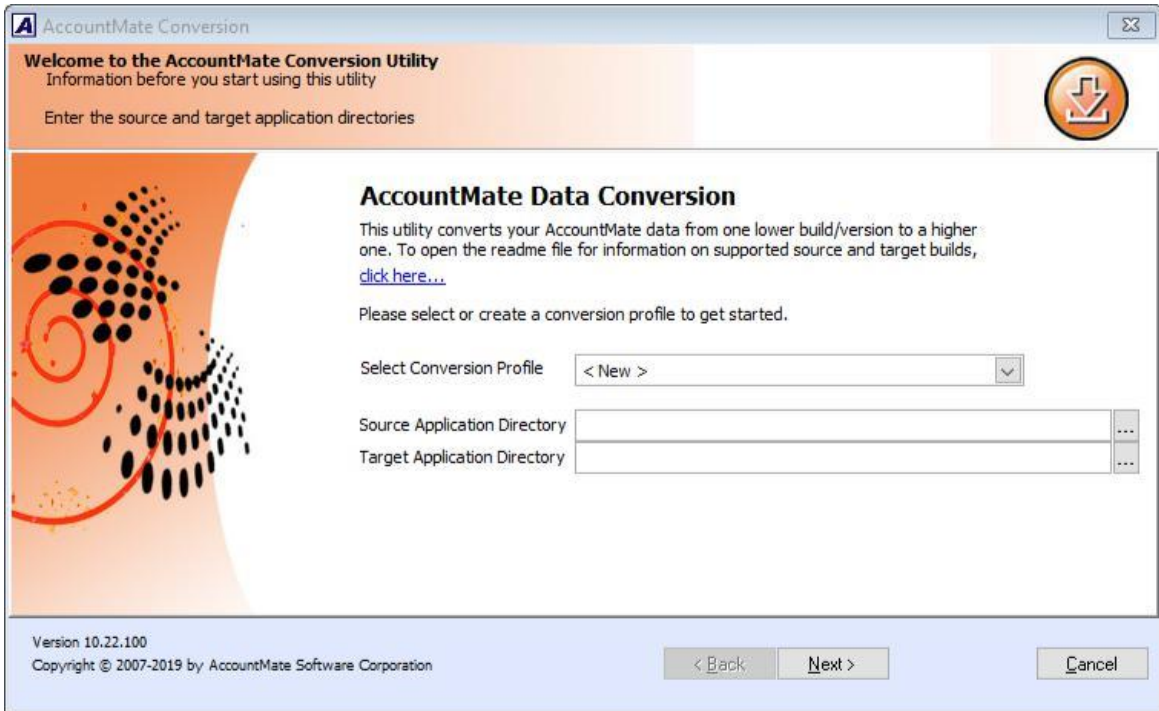 AccountMate Conversion
Welcome to the AccountMate Conversion Utility
Information before you start using this utility
Enter the source and target application directories
AccountMate Data Conversion
This utility converts your AccountMate data from one lower build/version to a higher
one. To open the readme file for information on supported source and target builds,
click here...
Please select or create a conversion profile to get started.
Select Conversion Profile < New >
Source Application Directory ...
Target Application Directory ...
Version 10.22.100
Copyright © 2007-2019 by AccountMate Software Corporation
< Back Next > Cancel